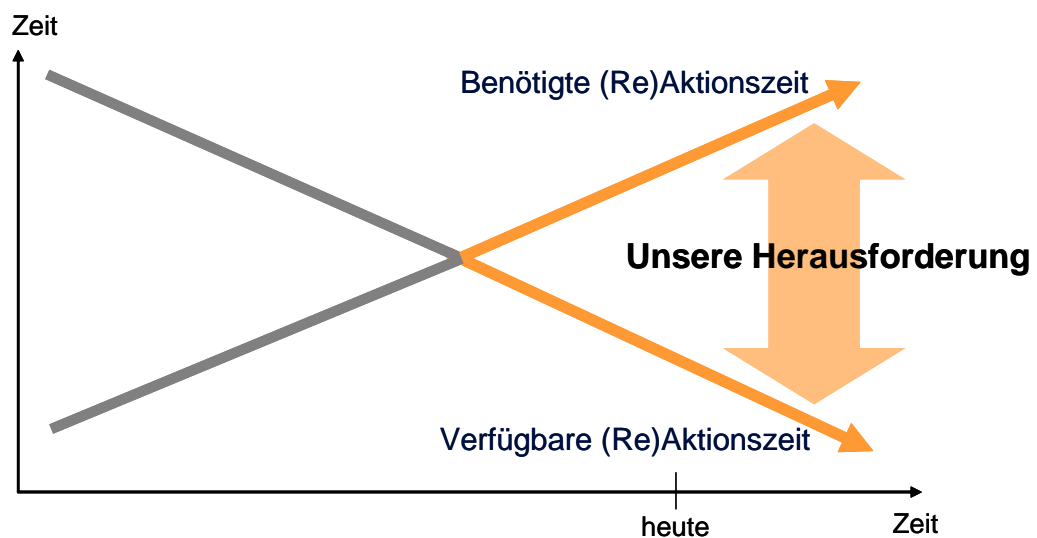 Zeit
Benötigte (Re)Aktionszeit
Unsere Herausforderung
Verfügbare (Re)Aktionszeit
heute
Zeit